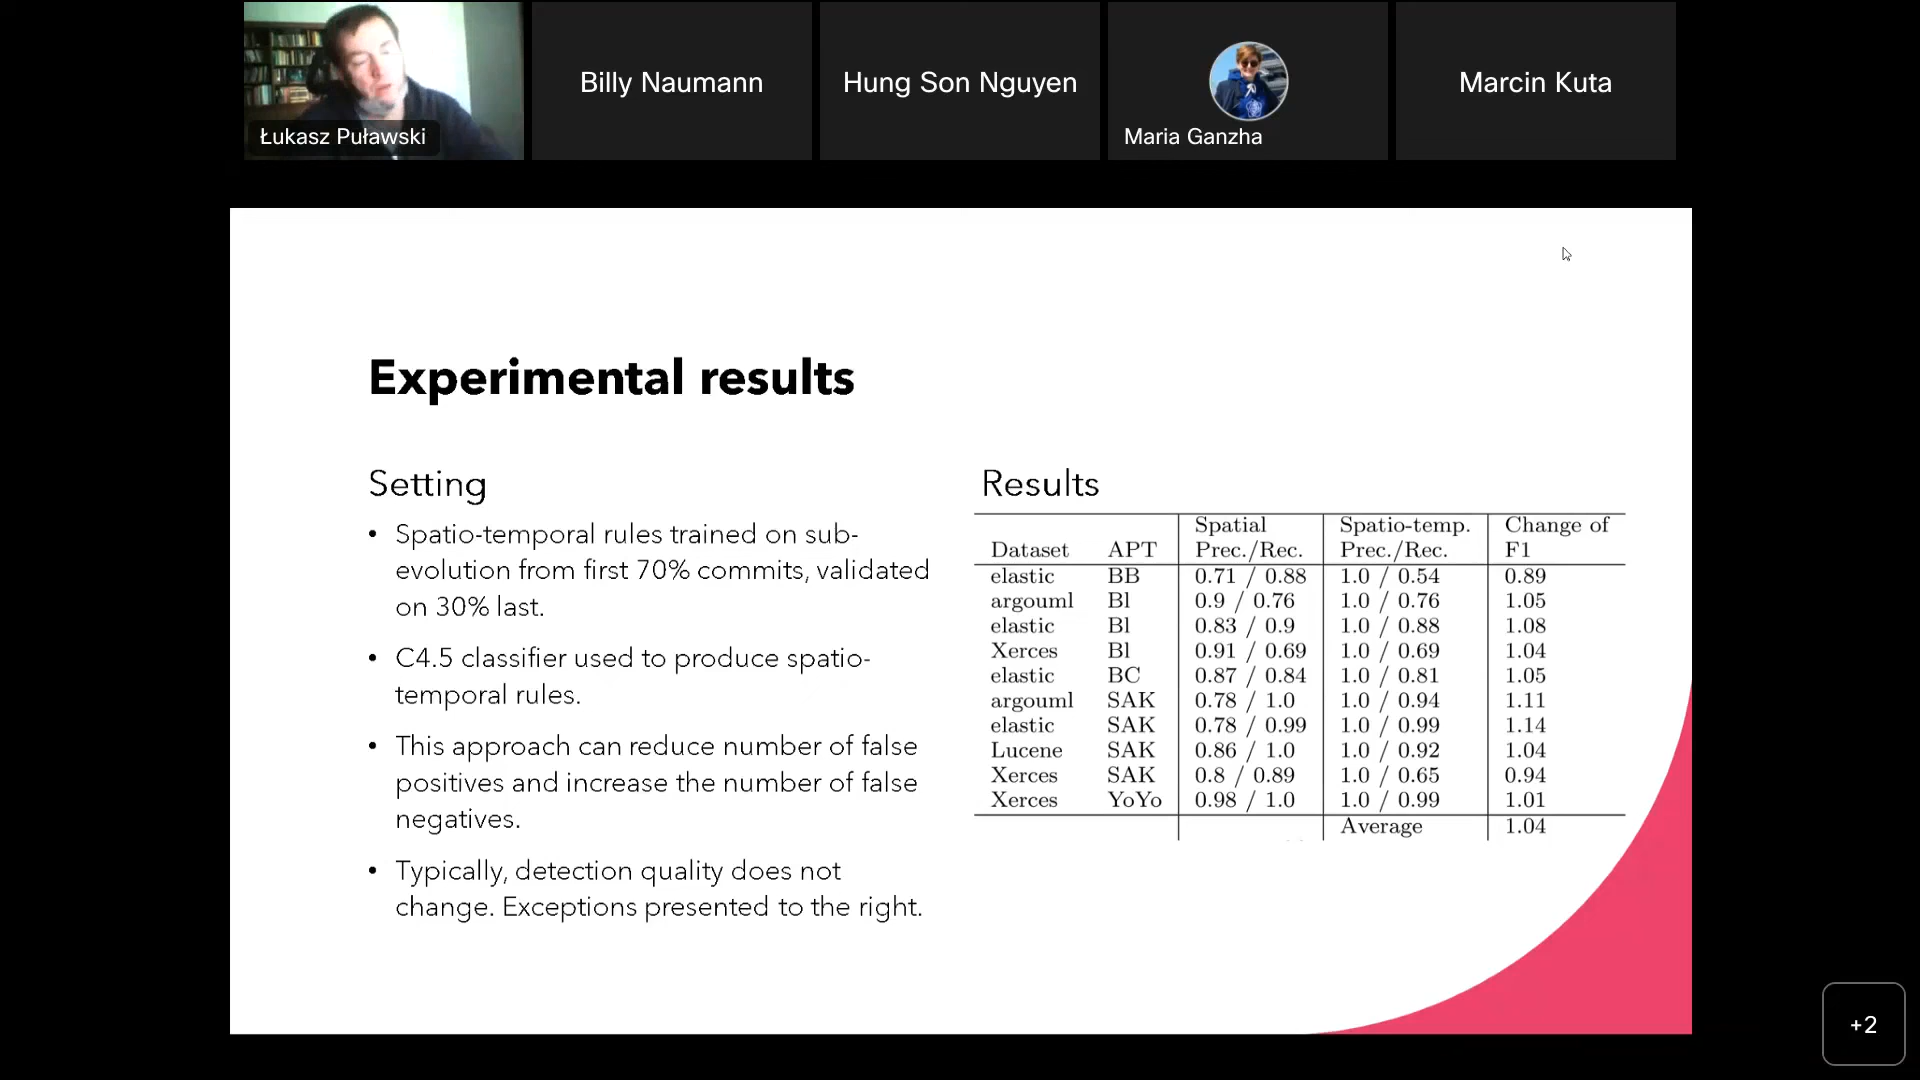 Łukasz Puławski
Billy Naumann
Hung Son Nguyen
Maria Ganzha
Marcin Kuta
Experimental results
Setting
• Spatio-temporal rules trained on sub-
evolution from first 70% commits, validated
on 30% last.
• C4.5 classifier used to produce spatio-
temporal rules.
• This approach can reduce number of false
positives and increase the number of false
negatives.
• Typically, detection quality does not
change. Exceptions presented to the right.
Results
Spatial Spatio-temp. Change of
Dataset APT Prec./Rec. Prec./Rec. F1
elastic BB 0.71 / 0.88 1.0 / 0.54 0.89
argouml Bl 0.9 / 0.76 1.0 / 0.76 1.05
elastic Bl 0.83 / 0.9 1.0 / 0.88 1.08
Xerces Bl 0.91 / 0.69 1.0 / 0.69 1.04
elastic BC 0.87 / 0.84 1.0 / 0.81 1.05
argouml SAK 0.78 / 1.0 1.0 / 0.94 1.11
elastic SAK 0.78 / 0.99 1.0 / 0.99 1.14
Lucene SAK 0.86 / 1.0 1.0 / 0.92 1.04
Xerces SAK 0.8 / 0.89 1.0 / 0.65 0.94
Xerces YoYo 0.98 / 1.0 1.0 / 0.99 1.01
Average 1.04
+2